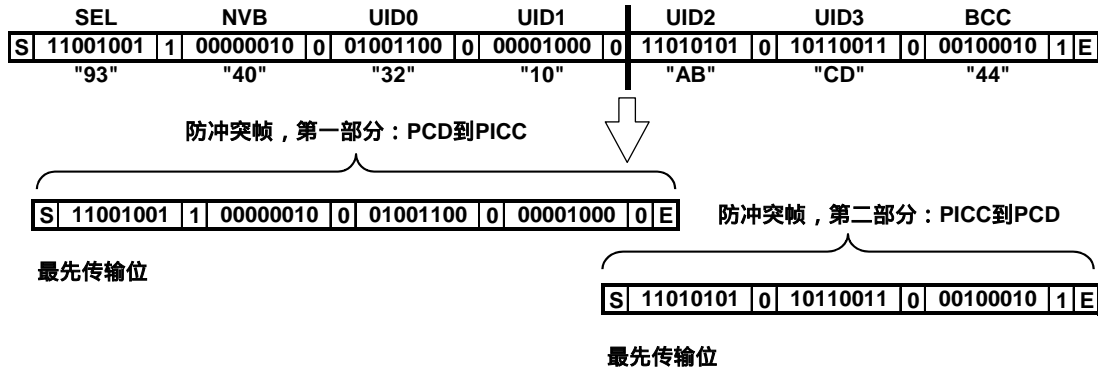 SEL NVB UID0 UID1 UID2 UID3 BCC
S 11001001 1 00000010 0 01001100 0 00001000 0 11010101 0 10110011 0 00100010 1 E
"93" "40" "32" "10" "AB" "CD" "44"
防冲突帧，第一部分：PCD到PICC
S 11001001 1 00000010 0 01001100 0 00001000 0 E
最先传输位
防冲突帧，第二部分：PICC到PCD
S 11010101 0 10110011 0 00100010 1 E
最先传输位